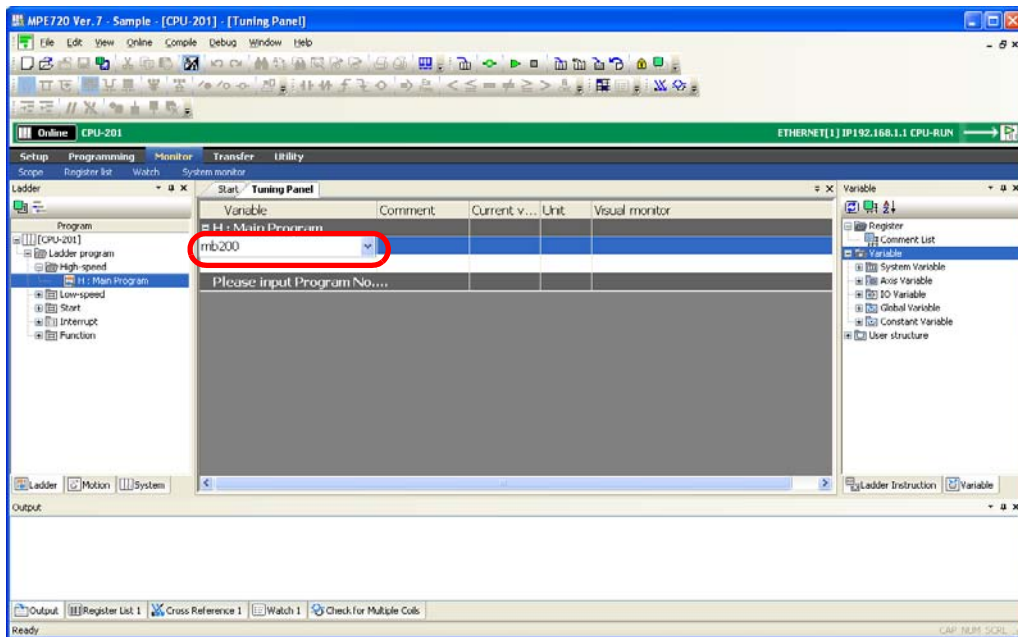 MPE720 Ver. 7 - Sample - [CPU-201] - [Tuning Panel]
File Edit View Online Compile Debug Window Help
Online CPU-201 ETHERNET[1] IP192.168.1.1 CPU-RUN
Setup Programming Monitor Transfer Utility
Scope Register list Watch System monitor
Ladder
Start Tuning Panel
Variable
Program
[CPU-201]
Ladder program
High-speed
H : Main Program
Low-speed
Start
Interrupt
Function
Variable Comment Current v... Unit Visual monitor
H : Main Program
mb200
Please input Program No....
Register
Comment List
Variable
System Variable
Axis Variable
IO Variable
Global Variable
Constant Variable
User structure
Ladder Motion System
Ladder Instruction Variable
Output
Output Register List 1 Cross Reference 1 Watch 1 Check for Multiple Coils
Ready CAP NUM SCRL